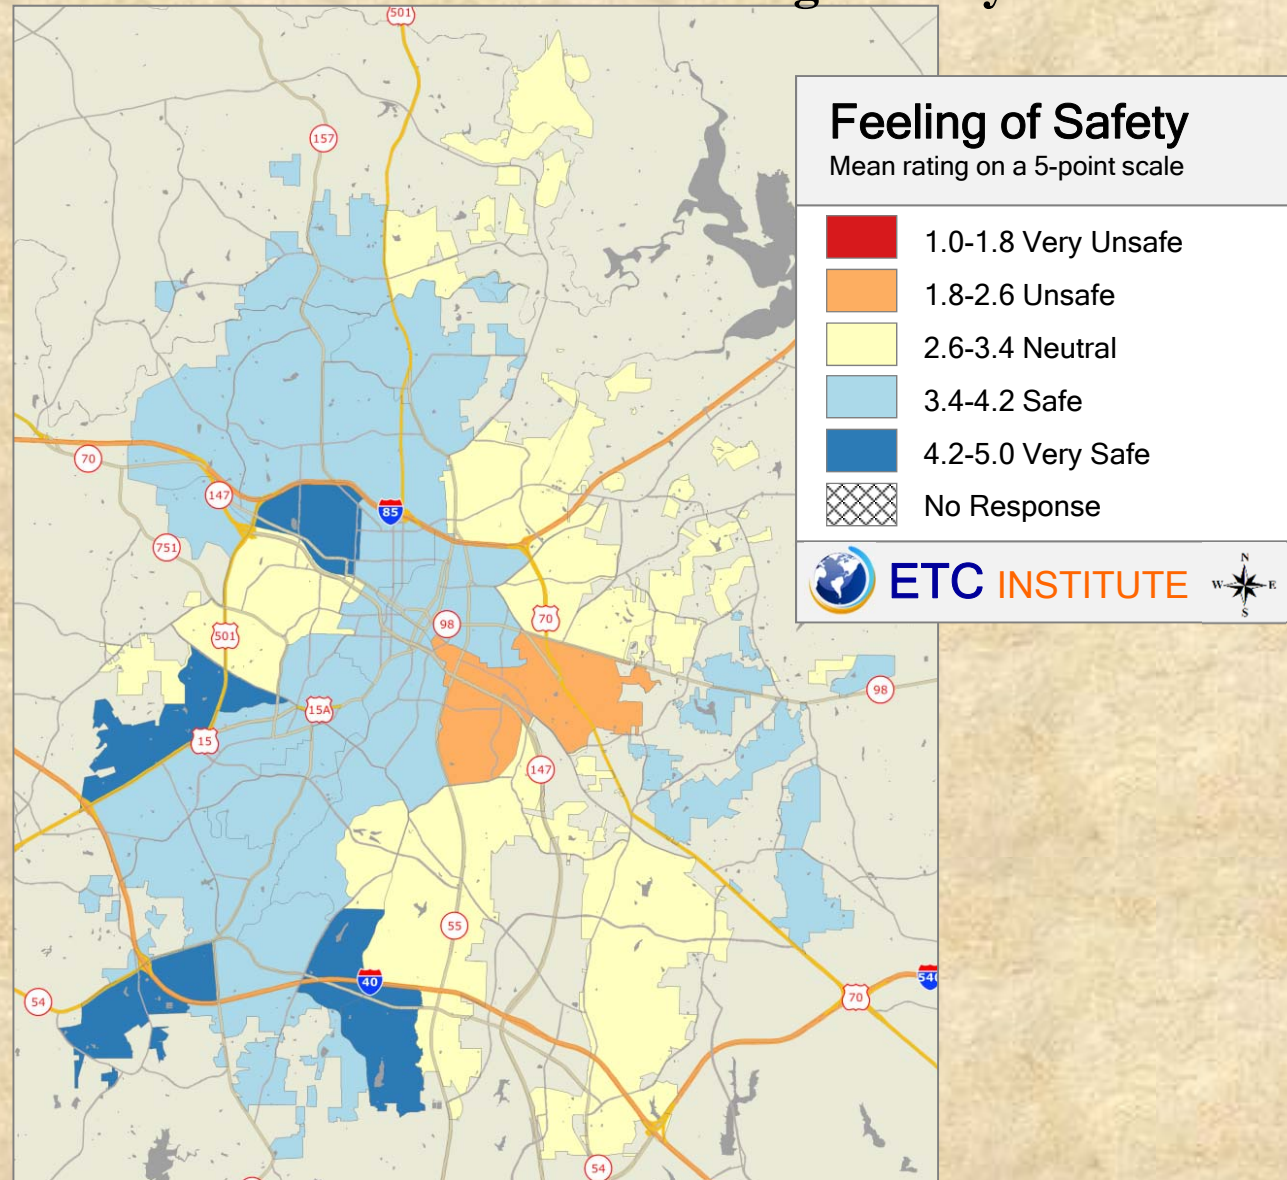 501
157
Feeling of Safety
Mean rating on a 5-point scale
1.0-1.8 Very Unsafe
1.8-2.6 Unsafe
2.6-3.4 Neutral
3.4-4.2 Safe
4.2-5.0 Very Safe
No Response
ETC INSTITUTE
N
W E
S
70
147
85
751
501
98
70
98
15A
15
147
55
40
54
70
540
54